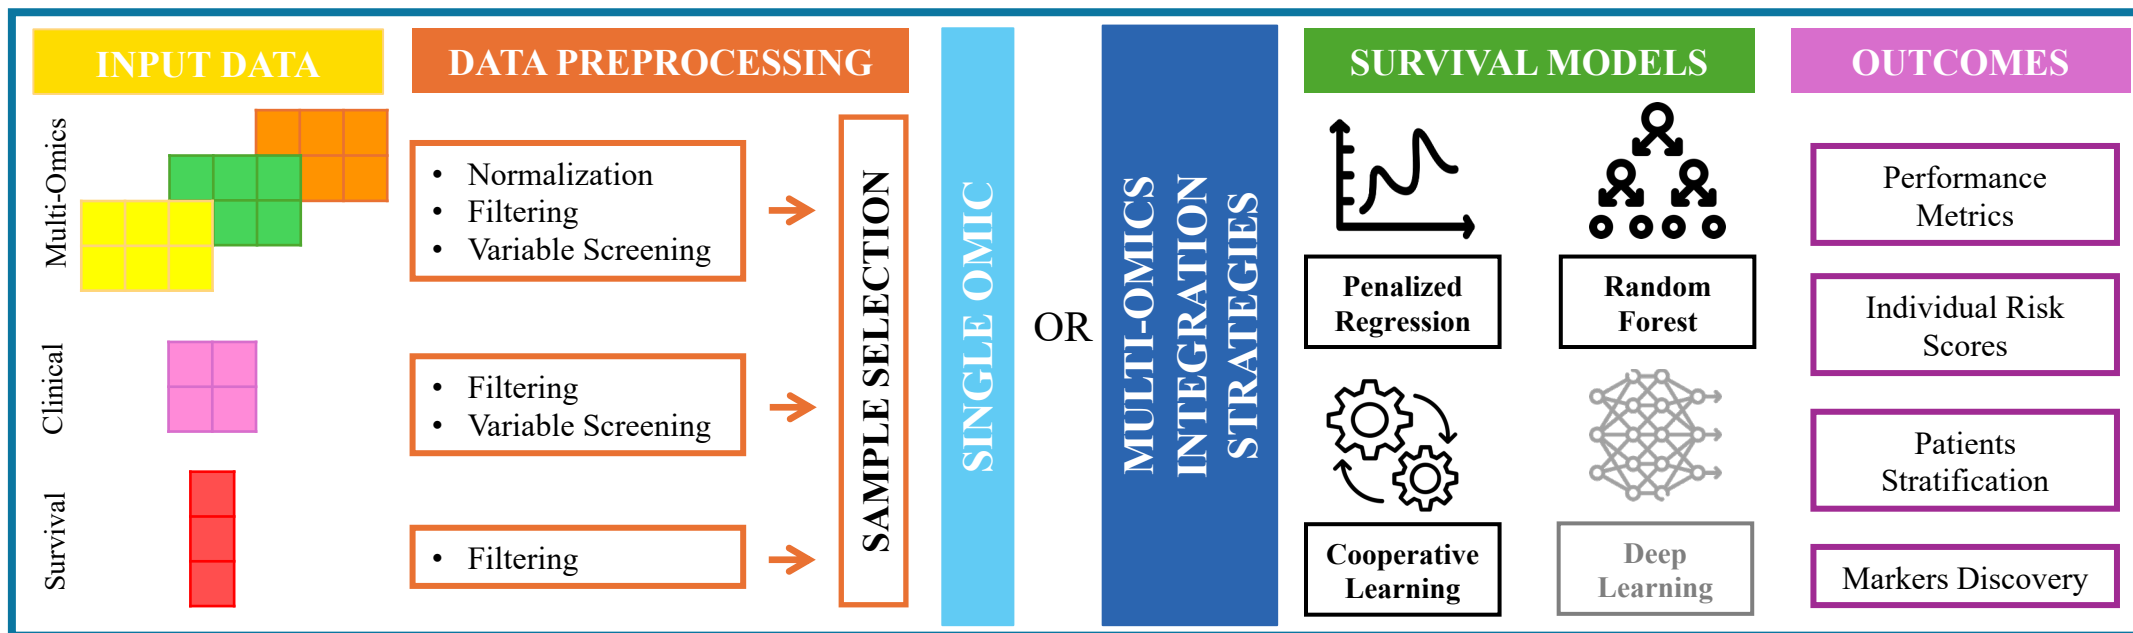 INPUT DATA
Multi-Omics
Clinical
Survival
DATA PREPROCESSING
• Normalization
• Filtering
• Variable Screening
• Filtering
• Variable Screening
• Filtering
SAMPLE SELECTION
SINGLE OMIC
OR
MULTI-OMICS
INTEGRATION
STRATEGIES
SURVIVAL MODELS
Penalized
Regression
Random
Forest
Cooperative
Learning
Deep
Learning
OUTCOMES
Performance
Metrics
Individual Risk
Scores
Patients
Stratification
Markers Discovery